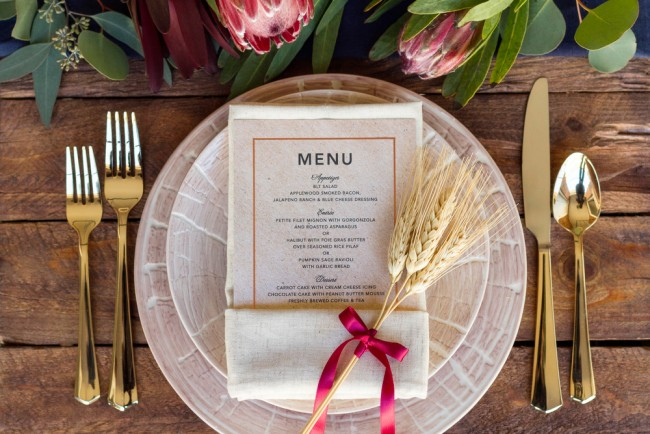 MENU
Appetizer
BLT SALAD
APPLEWOOD SMOKED BACON,
JALAPENO RANCH & BLUE CHEESE DRESSING
Entrée
PETITE FILET MIGNON WITH GORGONZOLA
AND ROASTED ASPARAGUS
OR
HALIBUT WITH FOIE GRAS BUTTER
OVER SEASONED RICE PILAF
OR
PUMPKIN SAGE RAVIOLI
WITH GARLIC BREAD
Dessert
CARROT CAKE WITH CREAM CHEESE ICING
CHOCOLATE CAKE WITH PEANUT BUTTER
FRESHLY BREWED COFFEE & TEA